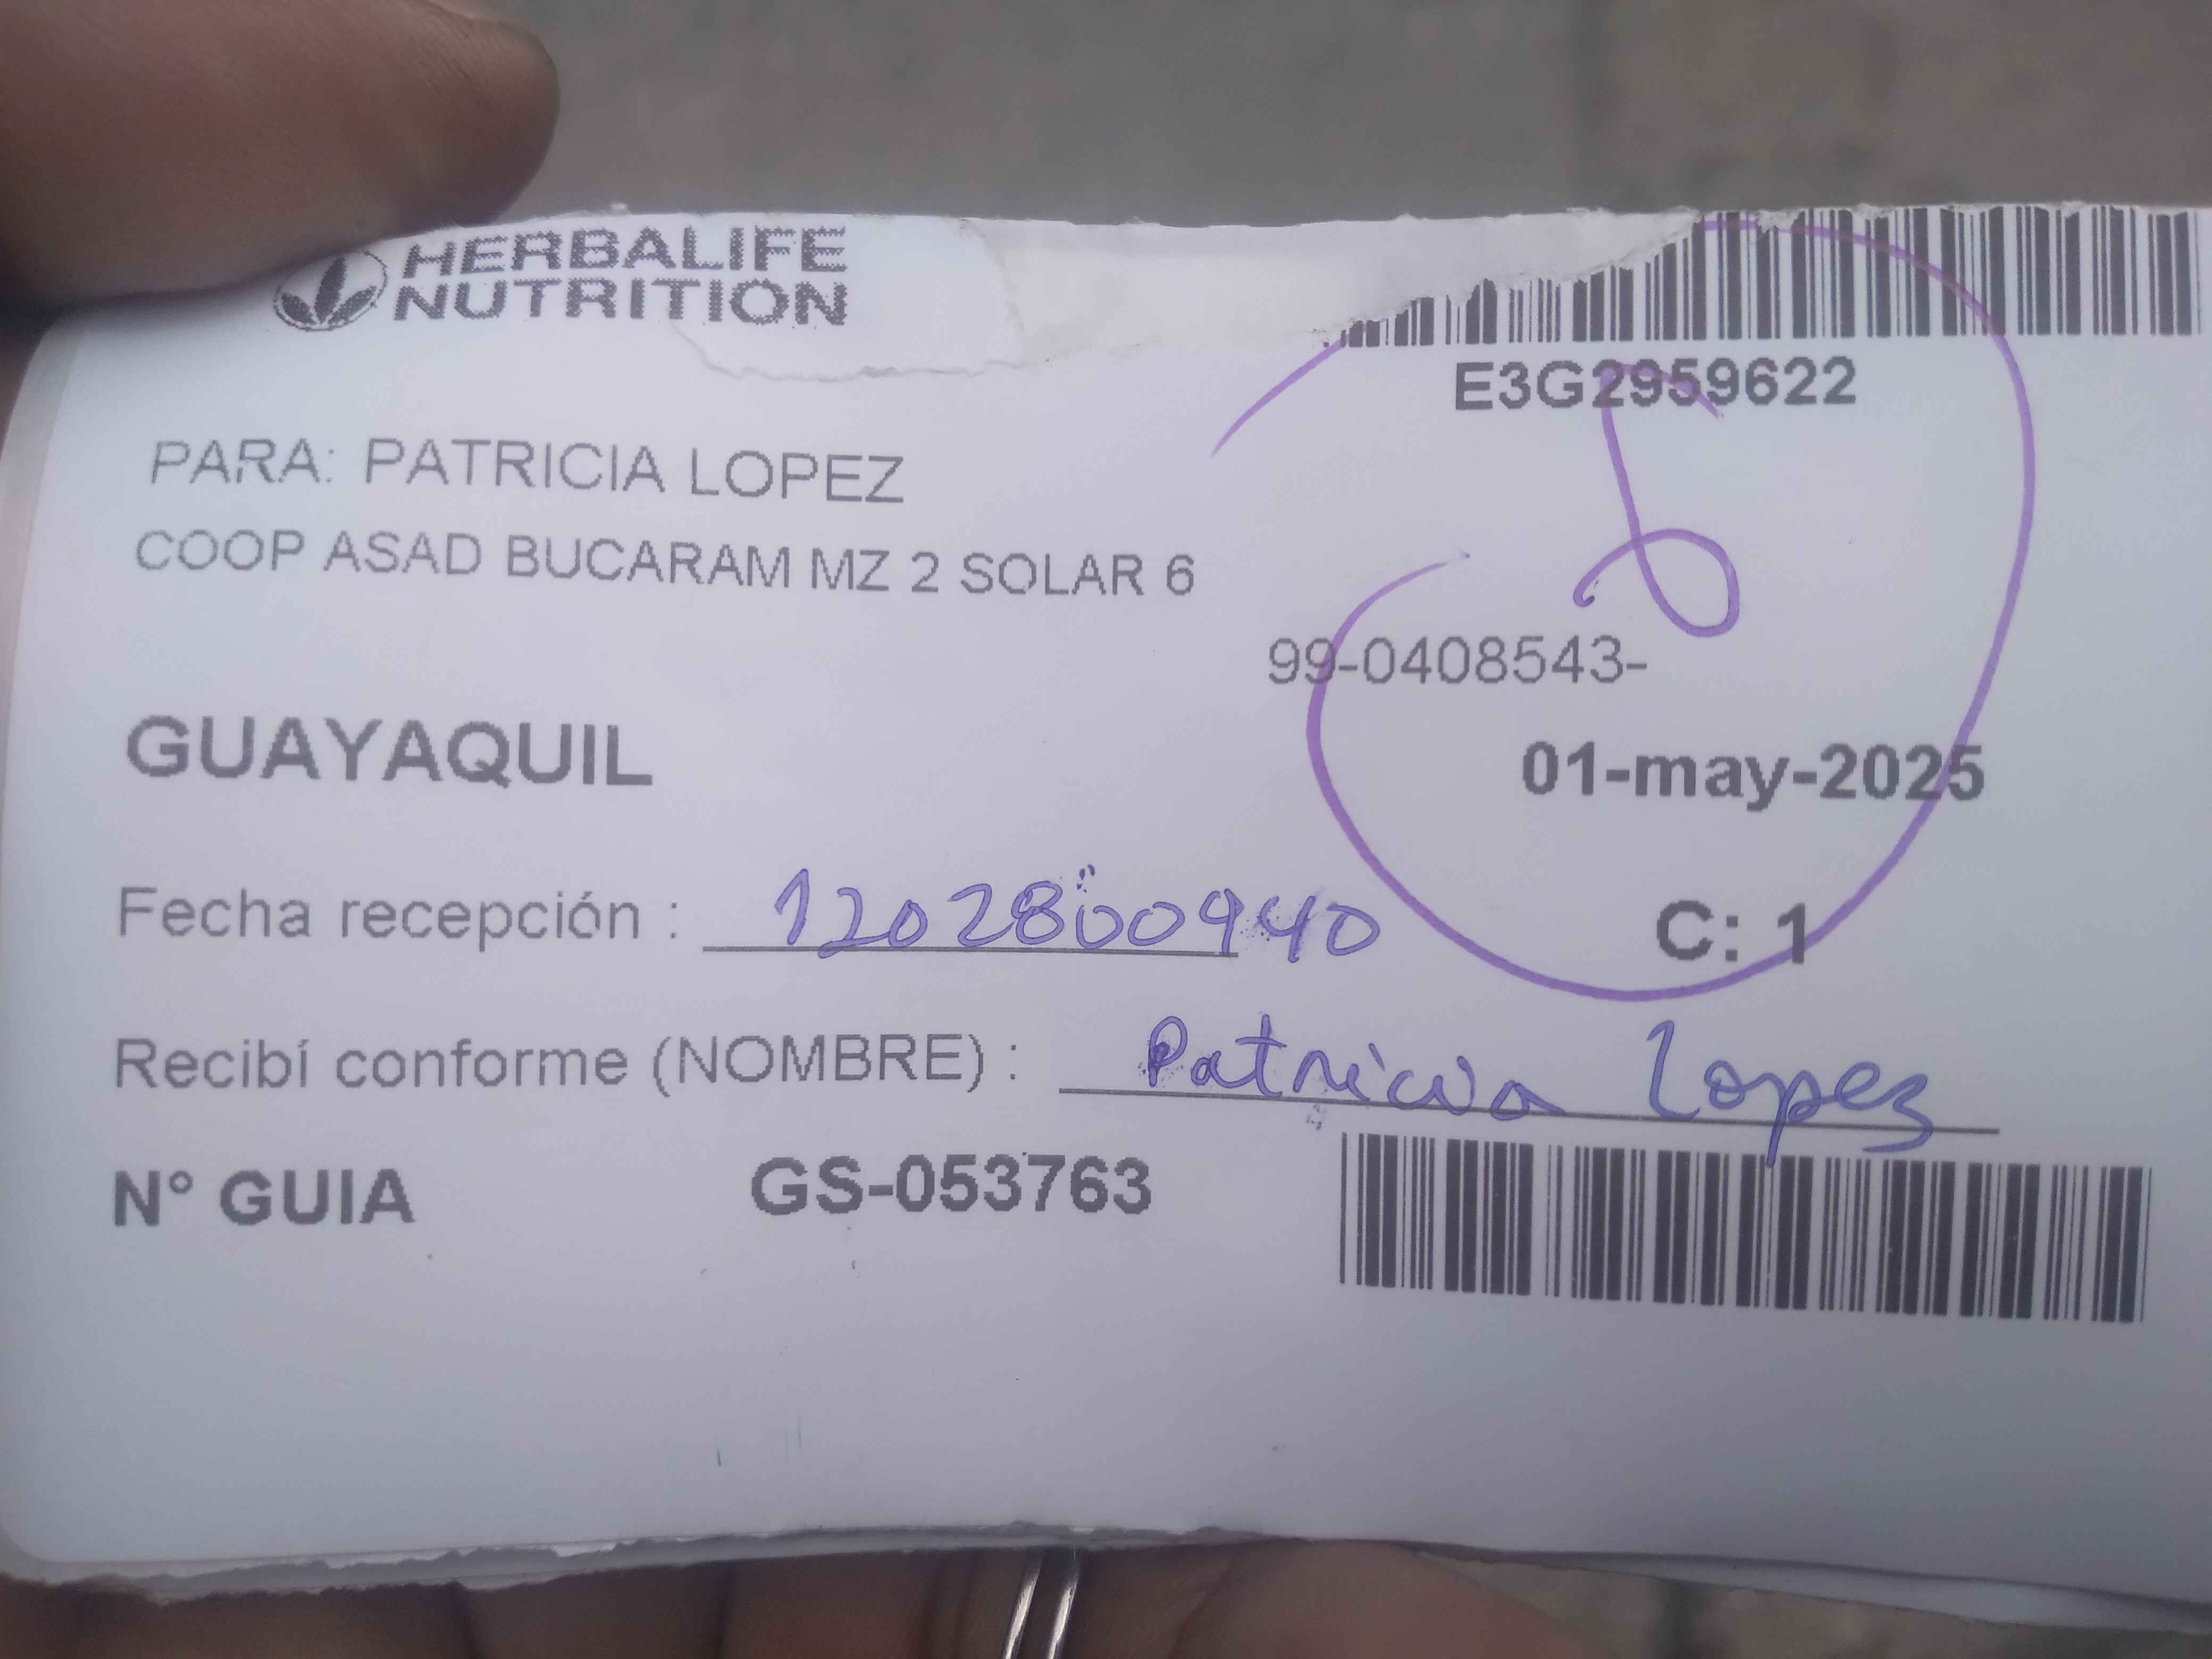 HERBALIFE
NUTRITION
E3G2959622
PARA: PATRICIA LOPEZ
COOP ASAD BUCARAM MZ 2 SOLAR 6
99-0408543-
GUAYAQUIL
01-may-2025
Fecha recepción : 1202800940
C: 1
Recibí conforme (NOMBRE) : Patricia Lopez
N° GUIA GS-053763